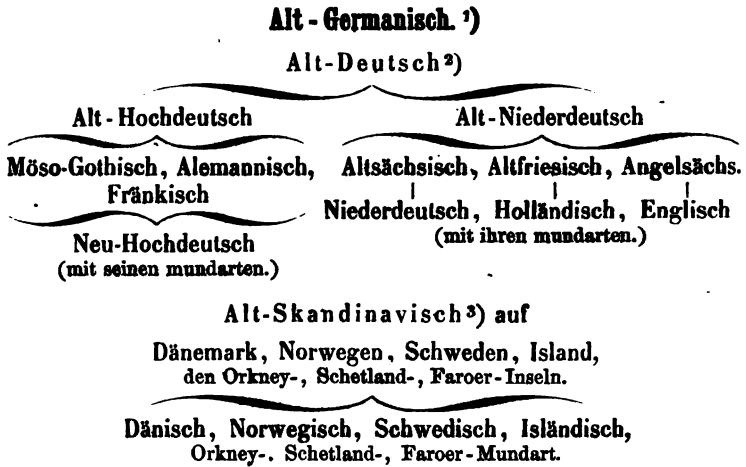 Alt-Germanisch. ¹)
Alt-Deutsch ²)
Alt-Hochdeutsch Alt-Niederdeutsch
Möso-Gothisch, Alemannisch, Altsächsisch, Altfriesisch, Angelsächs.
Fränkisch
Niederdeutsch, Holländisch, Englisch
Neu-Hochdeutsch (mit ihren mundarten.)
(mit seinen mundarten.)
Alt-Skandinavisch ³) auf
Dänemark, Norwegen, Schweden, Island,
den Orkney-, Schetland-, Faroer-Inseln.
Dänisch, Norwegisch, Schwedisch, Isländisch,
Orkney-. Schetland-, Faroer-Mundart.